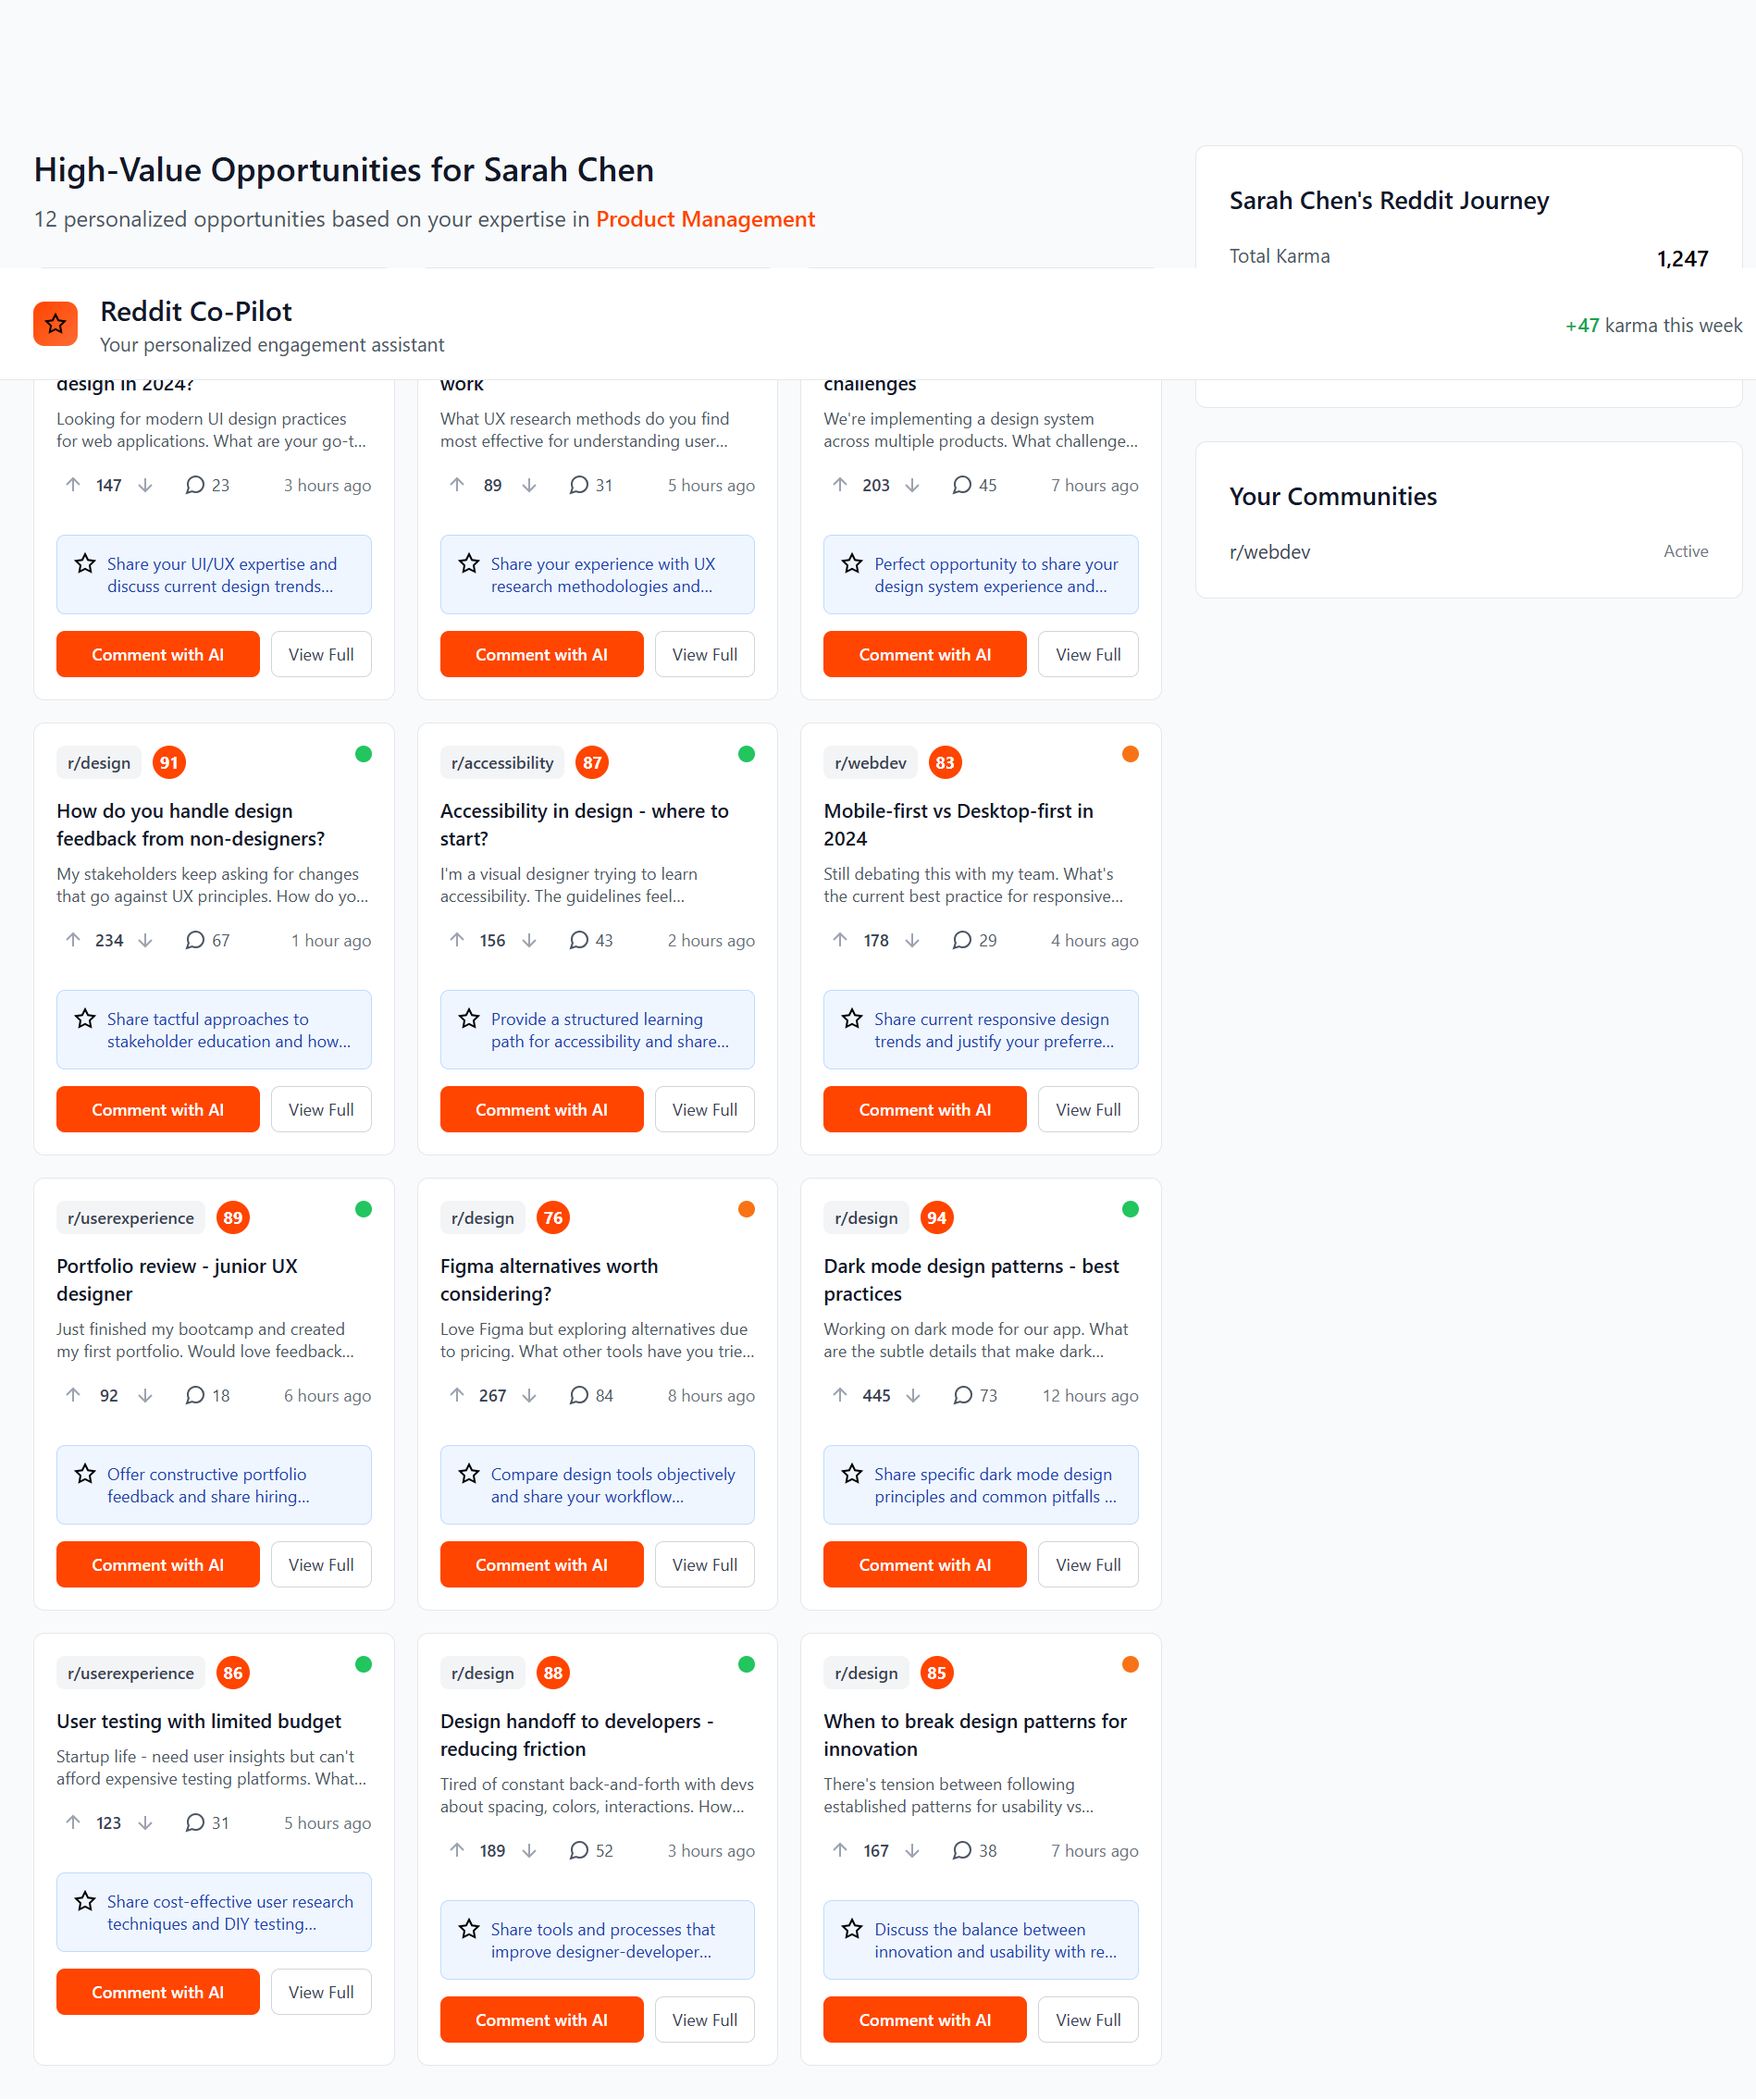 High-Value Opportunities for Sarah Chen
12 personalized opportunities based on your expertise in Product Management
Sarah Chen's Reddit Journey
Total Karma
1,247
Reddit Co-Pilot
Your personalized engagement assistant
+47 karma this week
design in 2024?
Looking for modern UI design practices
for web applications. What are your go-t...
147
23
3 hours ago
Share your UI/UX expertise and
discuss current design trends...
Comment with AI
View Full
work
What UX research methods do you find
most effective for understanding user...
89
31
5 hours ago
Share your experience with UX
research methodologies and...
Comment with AI
View Full
challenges
We're implementing a design system
across multiple products. What challenge...
203
45
7 hours ago
Perfect opportunity to share your
design system experience and...
Comment with AI
View Full
Your Communities
r/webdev
Active
r/design
91
How do you handle design
feedback from non-designers?
My stakeholders keep asking for changes
that go against UX principles. How do yo...
234
67
1 hour ago
Share tactful approaches to
stakeholder education and how...
Comment with AI
View Full
r/accessibility
87
Accessibility in design - where to
start?
I'm a visual designer trying to learn
accessibility. The guidelines feel...
156
43
2 hours ago
Provide a structured learning
path for accessibility and share...
Comment with AI
View Full
r/webdev
83
Mobile-first vs Desktop-first in
2024
Still debating this with my team. What's
the current best practice for responsive...
178
29
4 hours ago
Share current responsive design
trends and justify your preferre...
Comment with AI
View Full
r/userexperience
89
Portfolio review - junior UX
designer
Just finished my bootcamp and created
my first portfolio. Would love feedback...
92
18
6 hours ago
Offer constructive portfolio
feedback and share hiring...
Comment with AI
View Full
r/design
76
Figma alternatives worth
considering?
Love Figma but exploring alternatives due
to pricing. What other tools have you trie...
267
84
8 hours ago
Compare design tools objectively
and share your workflow...
Comment with AI
View Full
r/design
94
Dark mode design patterns - best
practices
Working on dark mode for our app. What
are the subtle details that make dark...
445
73
12 hours ago
Share specific dark mode design
principles and common pitfalls ...
Comment with AI
View Full
r/userexperience
86
User testing with limited budget
Startup life - need user insights but can't
afford expensive testing platforms. What...
123
31
5 hours ago
Share cost-effective user research
techniques and DIY testing...
Comment with AI
View Full
r/design
88
Design handoff to developers -
reducing friction
Tired of constant back-and-forth with devs
about spacing, colors, interactions. How...
189
52
3 hours ago
Share tools and processes that
improve designer-developer...
Comment with AI
View Full
r/design
85
When to break design patterns for
innovation
There's tension between following
established patterns for usability vs...
167
38
7 hours ago
Discuss the balance between
innovation and usability with re...
Comment with AI
View Full